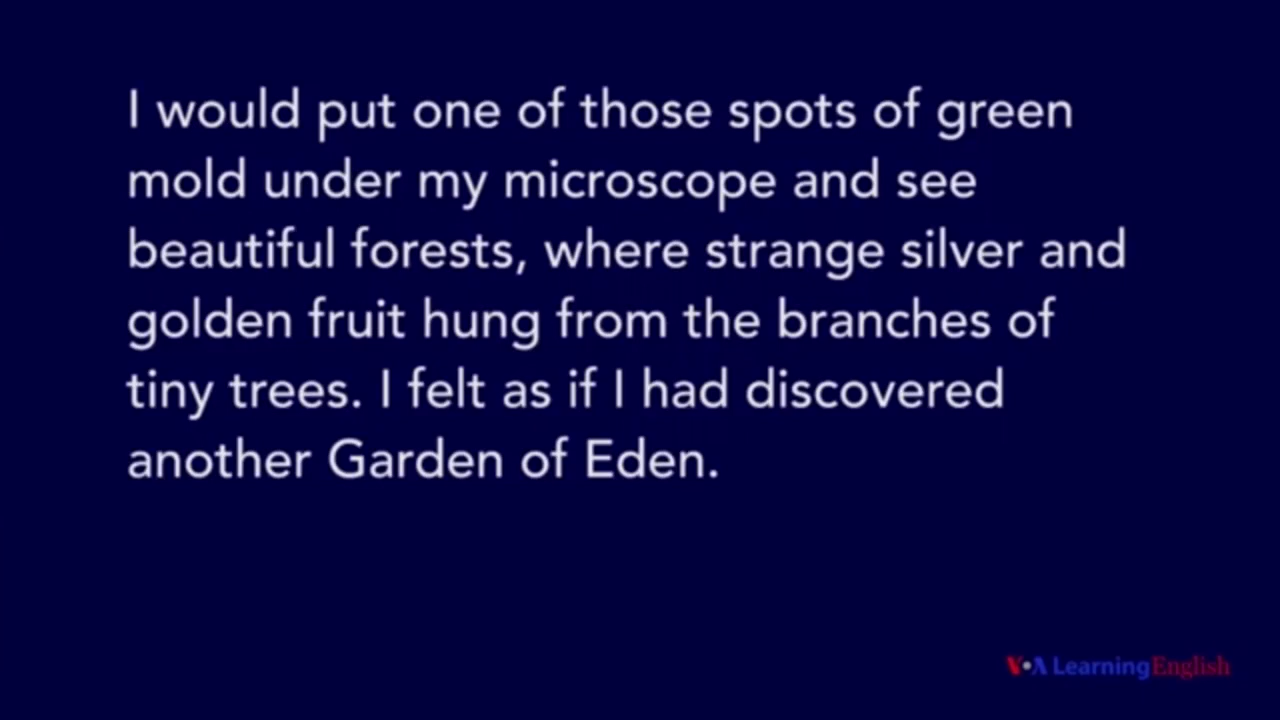 I would put one of those spots of green
mold under my microscope and see
beautiful forests, where strange silver and
golden fruit hung from the branches of
tiny trees. I felt as if I had discovered
another Garden of Eden.
VOA Learning English